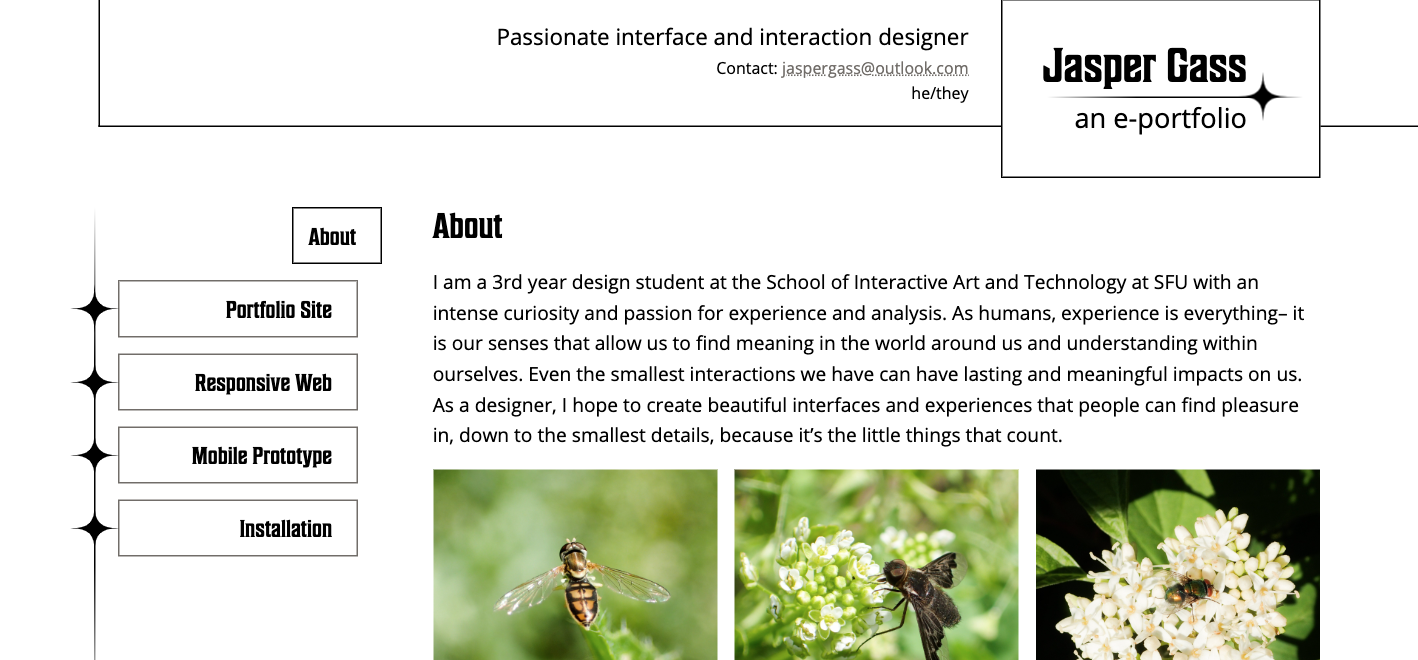 Passionate interface and interaction designer
Contact: jaspergass@outlook.com
he/they
Jasper Gass
an e-portfolio
About
Portfolio Site
Responsive Web
Mobile Prototype
Installation
About
I am a 3rd year design student at the School of Interactive Art and Technology at SFU with an
intense curiosity and passion for experience and analysis. As humans, experience is everything– it
is our senses that allow us to find meaning in the world around us and understanding within
ourselves. Even the smallest interactions we have can have lasting and meaningful impacts on us.
As a designer, I hope to create beautiful interfaces and experiences that people can find pleasure
in, down to the smallest details, because it’s the little things that count.